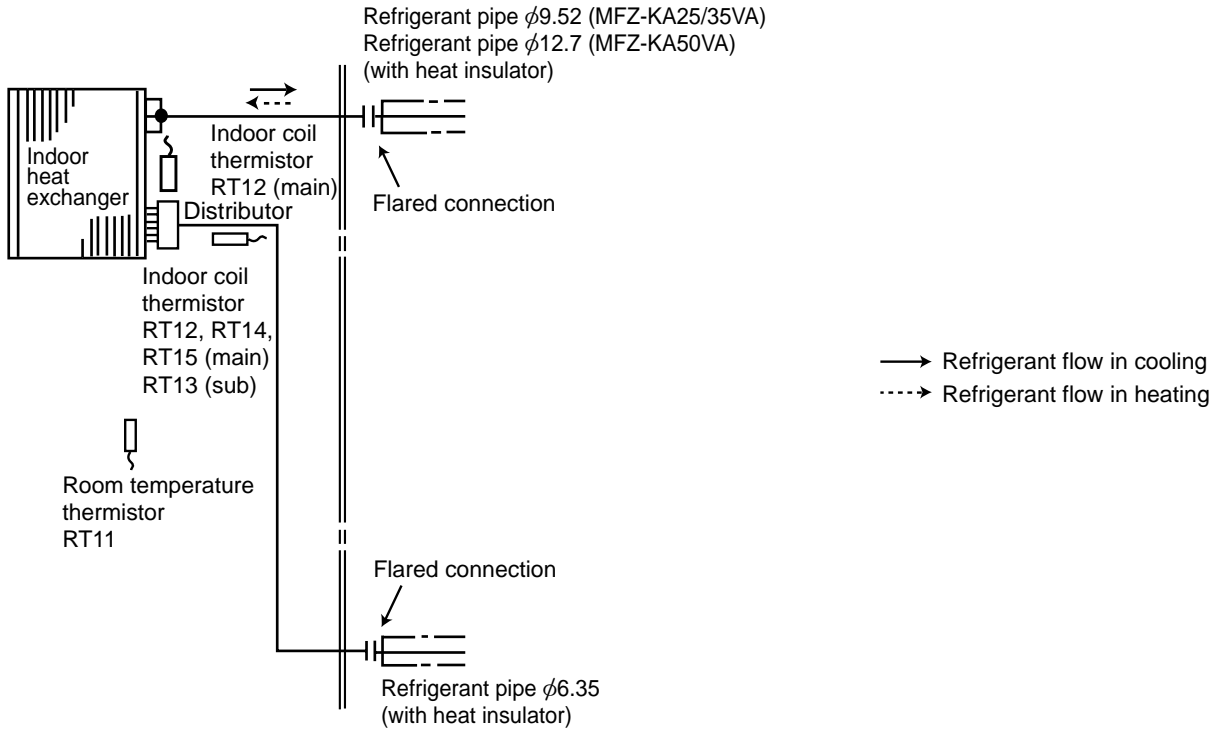 Refrigerant pipe ϕ9.52 (MFZ-KA25/35VA)
Refrigerant pipe ϕ12.7 (MFZ-KA50VA)
(with heat insulator)
Indoor
heat
exchanger
Indoor coil
thermistor
RT12 (main)
Flared connection
Distributor
Indoor coil
thermistor
RT12, RT14,
RT15 (main)
RT13 (sub)
Refrigerant flow in cooling
Refrigerant flow in heating
Room temperature
thermistor
RT11
Flared connection
Refrigerant pipe ϕ6.35
(with heat insulator)